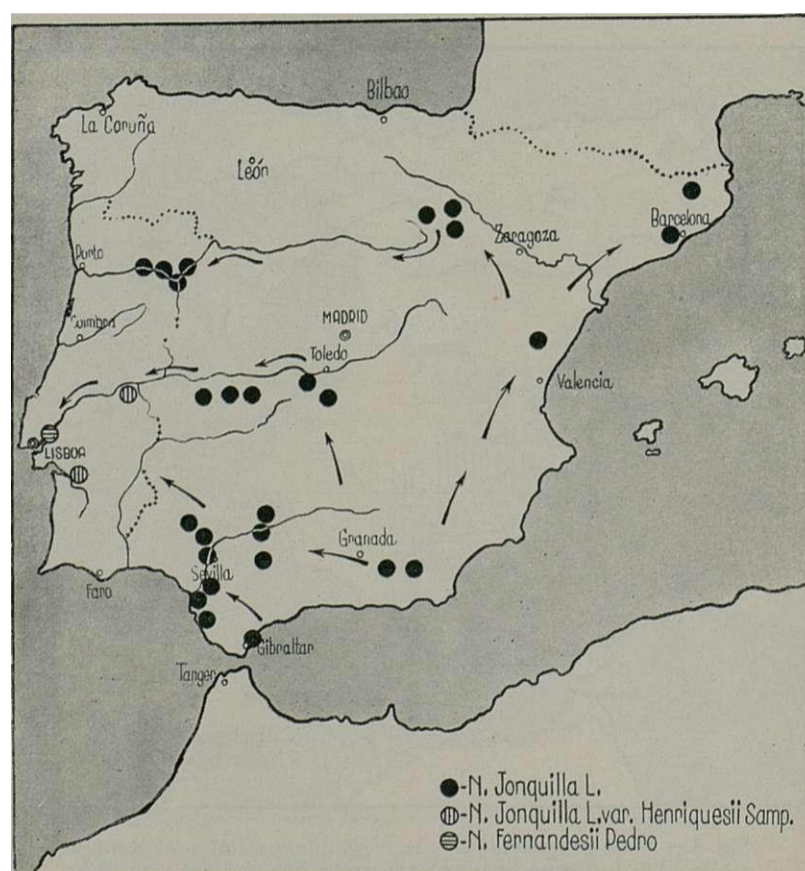 Bilbao
La Coruña
León
Barcelona
Zaragoza
Porto
Coimbra
MADRID
Toledo
Valencia
LISBOA
Granada
Sevilla
Faro
Gibraltar
Tanger
-N. Jonquilla L.
-N. Jonquilla L. var. Henriquesii Samp.
-N. Fernandesii Pedro